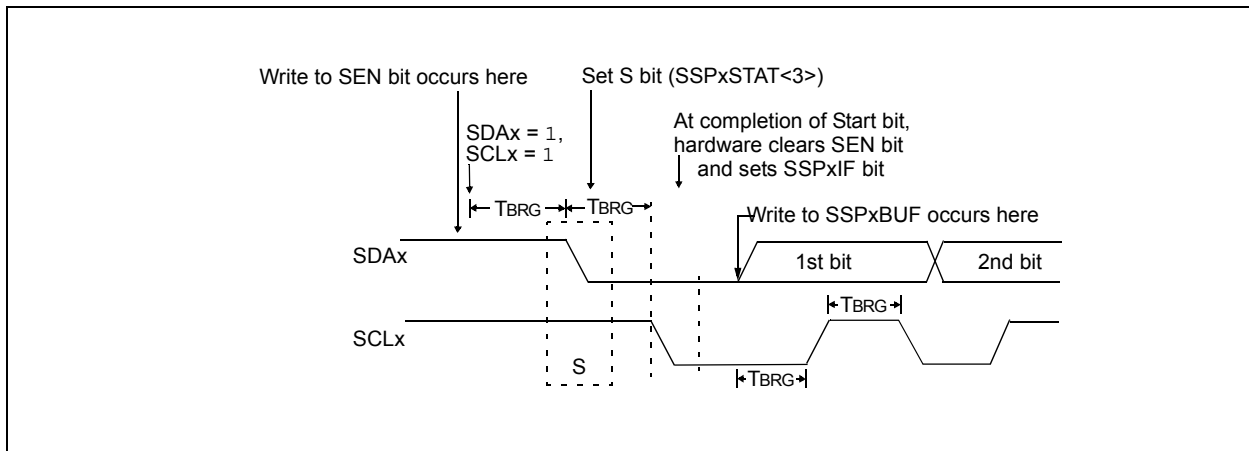 Write to SEN bit occurs here
Set S bit (SSPxSTAT<3>)
SDAx = 1,
SCLx = 1
At completion of Start bit,
hardware clears SEN bit
and sets SSPxIF bit
TBRG
TBRG
Write to SSPxBUF occurs here
SDAx
1st bit
2nd bit
TBRG
SCLx
S
TBRG